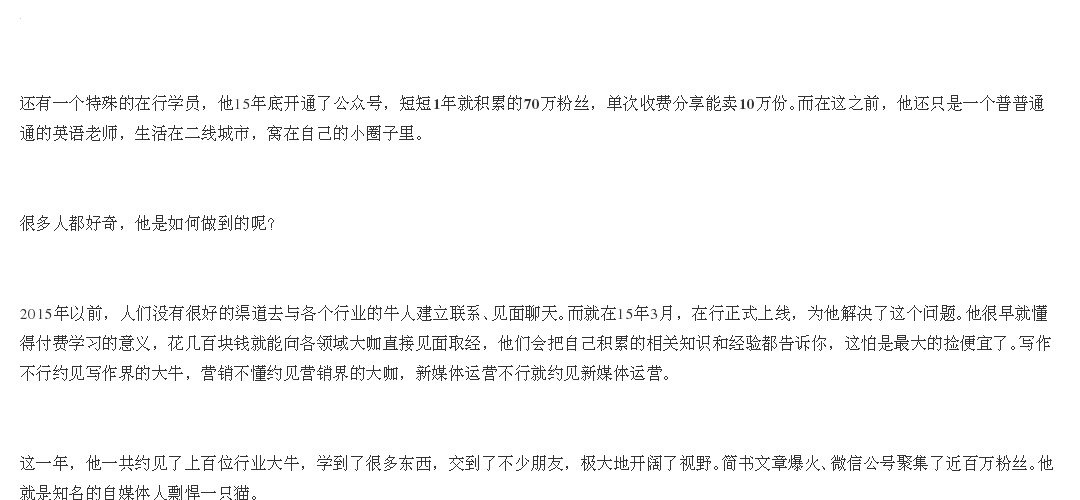 还有一个特殊的在行学员，他15年底开通了公众号，短短1年就积累的70万粉丝，单次收费分享能卖10万份。而在这之前，他还只是一个普普通
通的英语老师，生活在二线城市，窝在自己的小圈子里。
很多人都好奇，他是如何做到的呢？
2015年以前，人们没有很好的渠道去与各个行业的牛人建立联系、见面聊天。而就在15年3月，在行正式上线，为他解决了这个问题。他很早就懂
得付费学习的意义，花几百块钱就能向各领域大咖直接见面取经，他们会把自己积累的相关知识和经验都告诉你，这怕是最大的捡便宜了。写作
不行约见写作界的大牛，营销不懂约见营销界的大咖，新媒体运营不行就约见新媒体运营。
这一年，他一共约见了上百位行业大牛，学到了很多东西，交到了不少朋友，极大地开阔了视野。简书文章爆火、微信公号聚集了近百万粉丝。他
就是知名的自媒体人剽悍一只猫。